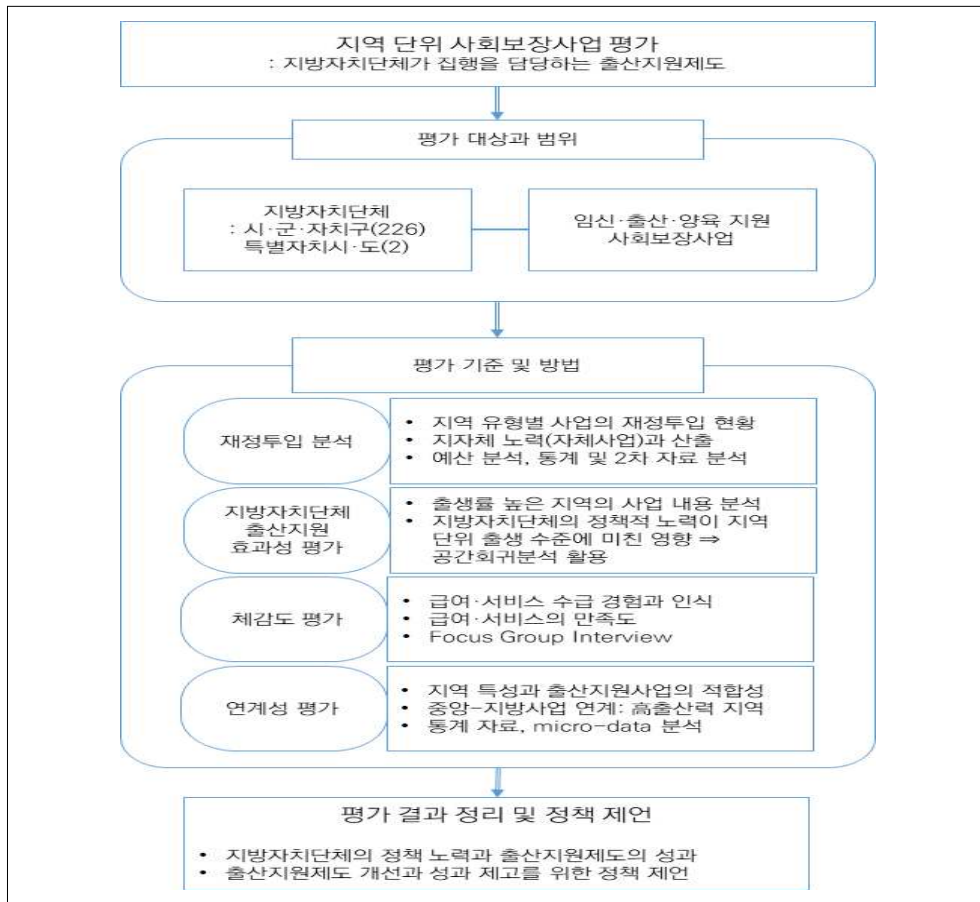 지역 단위 사회보장사업 평가
: 지방자치단체가 집행을 담당하는 출산지원제도
평가 대상과 범위
지방자치단체
: 시·군·자치구(226)
특별자치시·도(2)
임신·출산·양육 지원
사회보장사업
평가 기준 및 방법
재정투입 분석
• 지역 유형별 사업의 재정투입 현황
• 지자체 노력(자체사업)과 산출
• 예산 분석, 통계 및 2차 자료 분석
지방자치단체
출산지원
효과성 평가
• 출생률 높은 지역의 사업 내용 분석
• 지방자치단체의 정책적 노력이 지역
단위 출생 수준에 미친 영향 ⇒
공간회귀분석 활용
체감도 평가
• 급여·서비스 수급 경험과 인식
• 급여·서비스의 만족도
• Focus Group Interview
연계성 평가
• 지역 특성과 출산지원사업의 적합성
• 중앙-지방사업 연계: 高출산력 지역
• 통계 자료, micro-data 분석
평가 결과 정리 및 정책 제언
• 지방자치단체의 정책 노력과 출산지원제도의 성과
• 출산지원제도 개선과 성과 제고를 위한 정책 제언